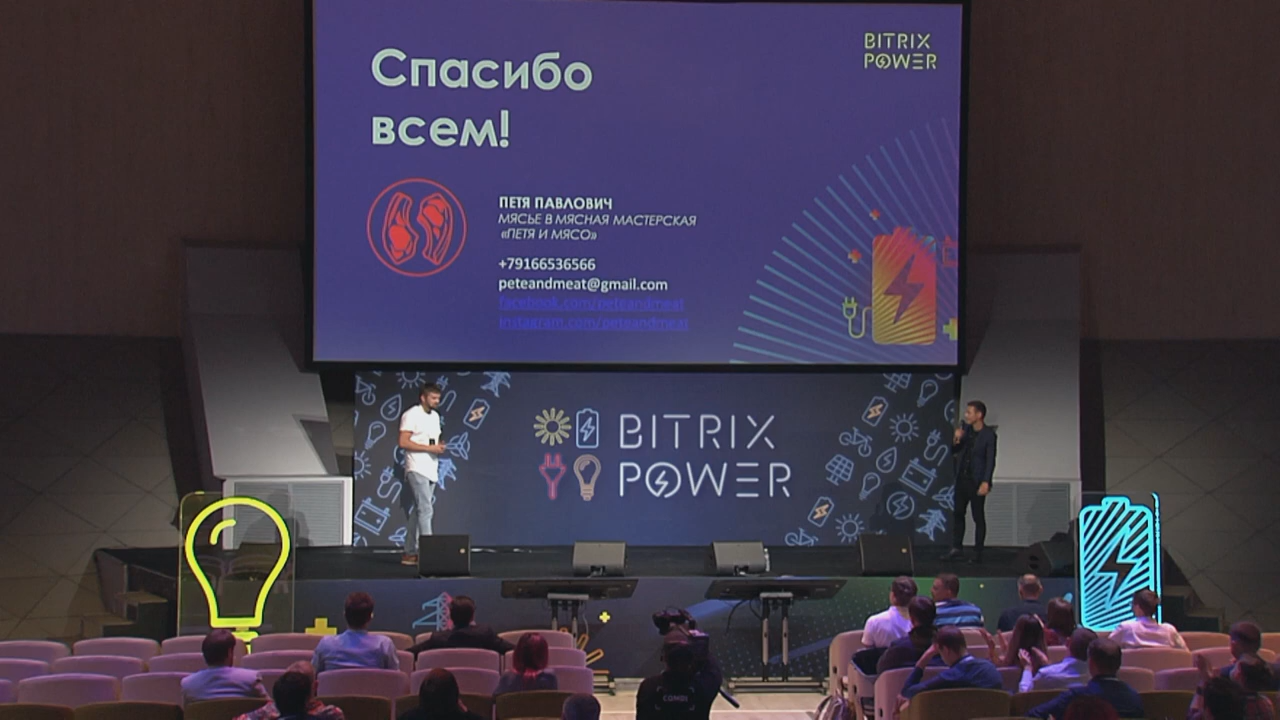 Спасибо
всем!
BITRIX
POWER
ПЕТЯ ПАВЛОВИЧ
МЯСЬЕ В МЯСНАЯ МАСТЕРСКАЯ
«ПЕТЯ И МЯСО»
+79166536566
peteandmeat@gmail.com
facebook.com/peteandmeat
instagram.com/peteandmeat
BITRIX
POWER